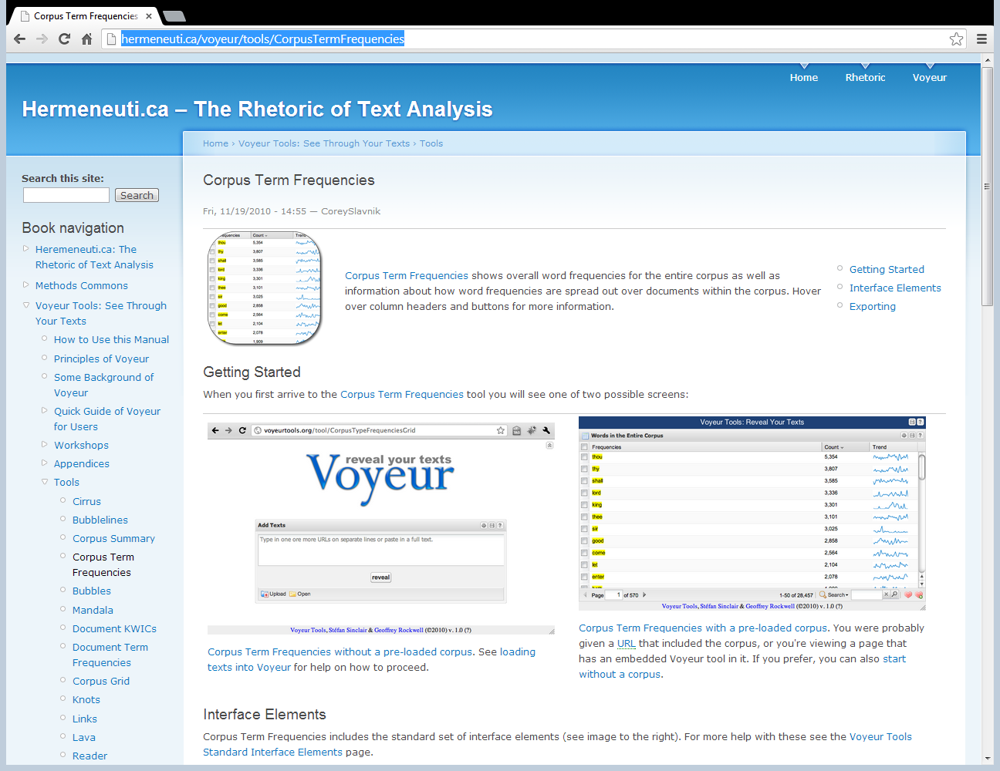 Corpus Term Frequencies
hermeneuti.ca/voyeur/tools/CorpusTermFrequencies
Home
Rhetoric
Voyeur
Hermeneuti.ca – The Rhetoric of Text Analysis
Home › Voyeur Tools: See Through Your Texts › Tools
Search this site:
Search
Book navigation
Heremeneuti.ca: The
Rhetoric of Text Analysis
Methods Commons
Voyeur Tools: See Through
Your Texts
How to Use this Manual
Principles of Voyeur
Some Background of
Voyeur
Quick Guide of Voyeur
for Users
Workshops
Appendices
Tools
Cirrus
Bubblelines
Corpus Summary
Corpus Term
Frequencies
Bubbles
Mandala
Document KWICs
Document Term
Frequencies
Corpus Grid
Knots
Links
Lava
Reader
Corpus Term Frequencies
Fri, 11/19/2010 - 14:55 — CoreySlavnik
Count Trend
thou 5,354
thy 3,807
shall 3,585
lord 3,336
king 3,301
thee 3,101
sir 3,025
good 2,858
come 2,564
let 2,104
enter 2,078
1,909
Corpus Term Frequencies shows overall word frequencies for the entire corpus as well as
information about how word frequencies are spread out over documents within the corpus. Hover
over column headers and buttons for more information.
Getting Started
Interface Elements
Exporting
Getting Started
When you first arrive to the Corpus Term Frequencies tool you will see one of two possible screens:
voyeurtools.org/tool/CorpusTypeFrequenciesGrid
reveal your texts
Voyeur
Add Texts
Type in one ore more URLs on separate lines or paste in a full text.
reveal
Upload Open
Voyeur Tools, Stéfan Sinclair & Geoffrey Rockwell (©2010) v. 1.0 (?)
Corpus Term Frequencies without a pre-loaded corpus. See loading
texts into Voyeur for help on how to proceed.
Voyeur Tools: Reveal Your Texts
Words in the Entire Corpus
Frequencies Count Trend
thou 5,354
thy 3,807
shall 3,585
lord 3,336
king 3,301
thee 3,101
sir 3,025
good 2,858
come 2,564
let 2,104
enter 2,078
Page 1 of 570 1-50 of 28,457 Search
Voyeur Tools, Stéfan Sinclair & Geoffrey Rockwell (©2010) v. 1.0 (?)
Corpus Term Frequencies with a pre-loaded corpus. You were probably
given a URL that included the corpus, or you're viewing a page that
has an embedded Voyeur tool in it. If you prefer, you can also start
without a corpus.
Interface Elements
Corpus Term Frequencies includes the standard set of interface elements (see image to the right). For more help with these see the Voyeur Tools
Standard Interface Elements page.